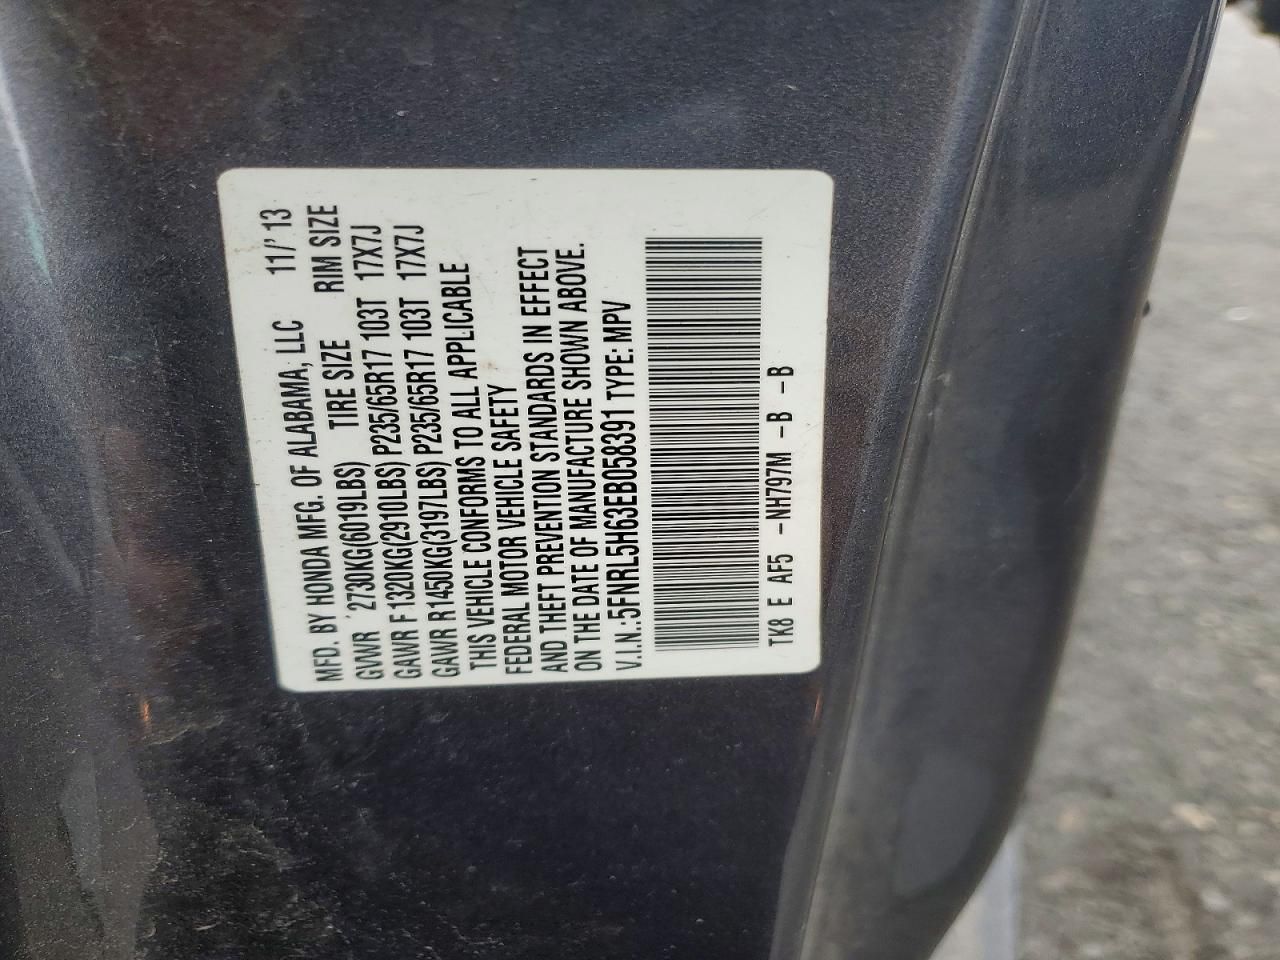 MFD. BY HONDA MFG. OF ALABAMA, LLC 11/'13
GVWR 2730KG(6019LBS) TIRE SIZE RIM SIZE
GAWR F 1320KG(2910LBS) P235/65R17 103T 17X7J
GAWR R 1450KG(3197LBS) P235/65R17 103T 17X7J
THIS VEHICLE CONFORMS TO ALL APPLICABLE
FEDERAL MOTOR VEHICLE SAFETY
AND THEFT PREVENTION STANDARDS IN EFFECT
ON THE DATE OF MANUFACTURE SHOWN ABOVE.
V.I.N.:5FNRL5H63EB058391 TYPE: MPV
TK8 E AF5 -NH797M -B -B